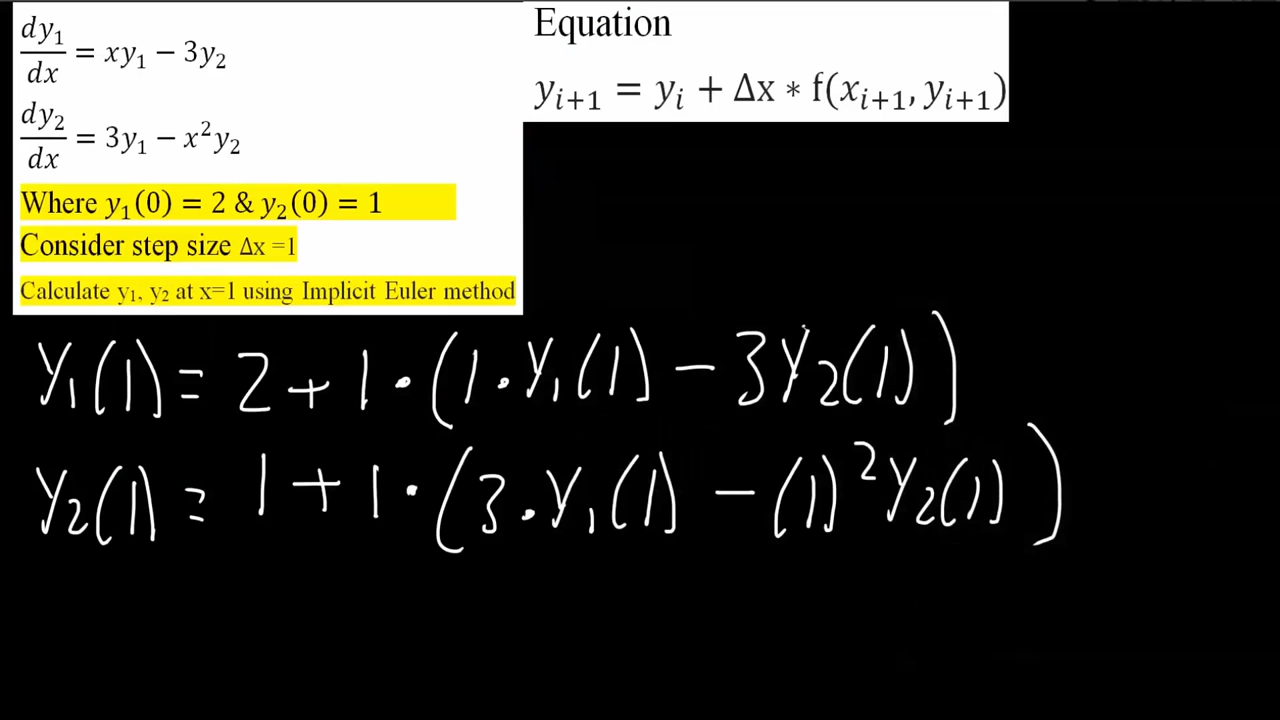 dy₁/dx = xy₁ − 3y₂
dy₂/dx = 3y₁ − x²y₂
Where y₁(0) = 2 & y₂(0) = 1
Consider step size Δx =1
Calculate y₁, y₂ at x=1 using Implicit Euler method
Equation
yᵢ₊₁ = yᵢ + Δx ∗ f(xᵢ₊₁, yᵢ₊₁)
Y₁(1) = 2 + 1 · (1 · Y₁(1) − 3Y₂(1))
Y₂(1) = 1 + 1 · (3 · Y₁(1) − (1)²Y₂(1))